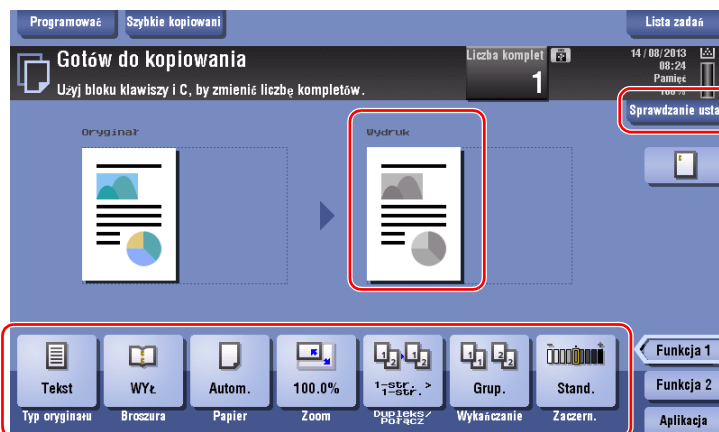 Programować
Szybkie kopiowani
Lista zadań
Gotów do kopiowania
Liczba komplet
14/08/2013
08:24
Pamięć
100%
Użyj bloku klawiszy i C, by zmienić liczbę kompletów.
1
Sprawdzanie usta
Oryginał
Wydruk
Funkcja 1
Tekst
WYŁ
Autom.
100.0%
1-str. >
1-str.
Grup.
Stand.
Funkcja 2
Typ oryginału
Broszura
Papier
Zoom
Dupleks/
Połącz
Wykańczanie
Zaczern.
Aplikacja